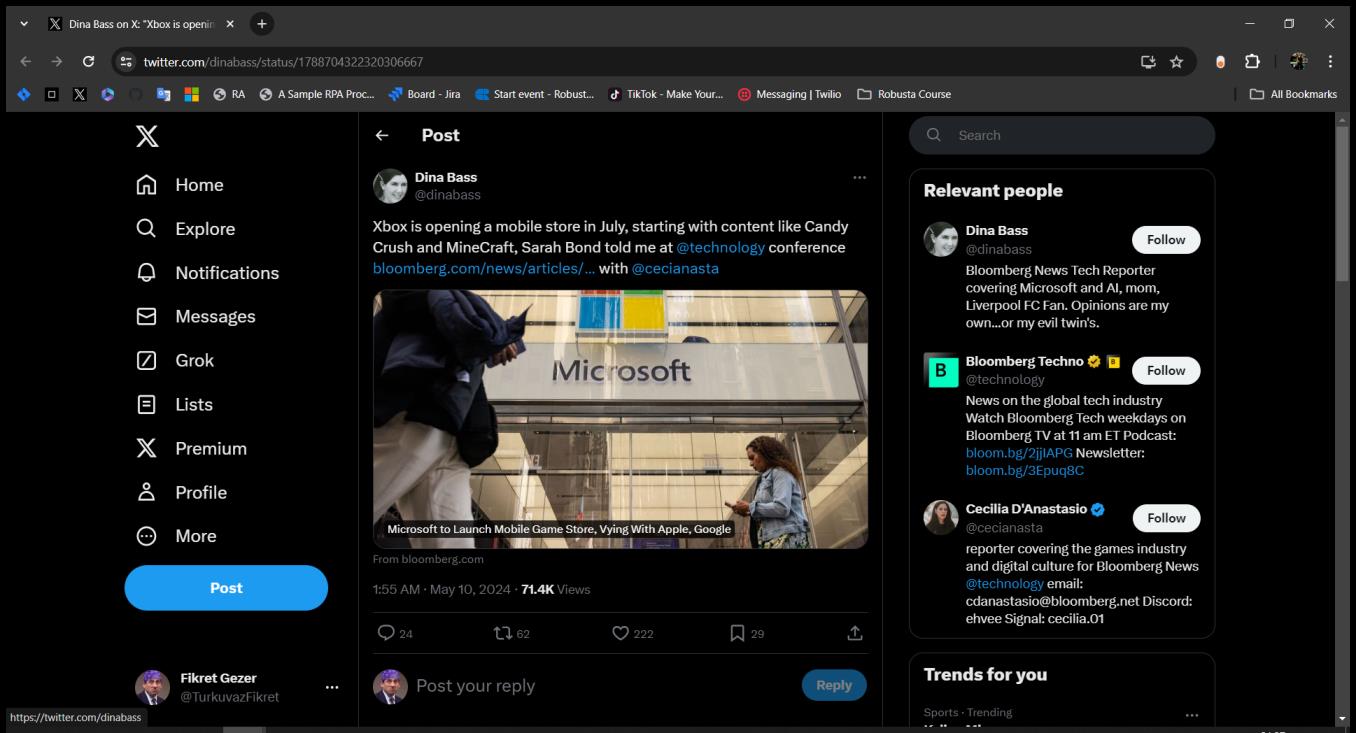 Dina Bass on X: "Xbox is openin
twitter.com/dinabass/status/1788704322320306667
RA
A Sample RPA Proc...
Board - Jira
Start event - Robust...
TikTok - Make Your...
Messaging | Twilio
Robusta Course
All Bookmarks
Home
Explore
Notifications
Messages
Grok
Lists
Premium
Profile
More
Post
Fikret Gezer
@TurkuvazFikret
https://twitter.com/dinabass
Post
Dina Bass
@dinabass
Xbox is opening a mobile store in July, starting with content like Candy
Crush and MineCraft, Sarah Bond told me at @technology conference
bloomberg.com/news/articles/... with @cecianasta
Microsoft
Microsoft to Launch Mobile Game Store, Vying With Apple, Google
From bloomberg.com
1:55 AM · May 10, 2024 · 71.4K Views
24
62
222
29
Post your reply
Reply
Search
Relevant people
Dina Bass
@dinabass
Follow
Bloomberg News Tech Reporter
covering Microsoft and AI, mom,
Liverpool FC Fan. Opinions are my
own...or my evil twin's.
B
Bloomberg Techno
@technology
Follow
News on the global tech industry
Watch Bloomberg Tech weekdays on
Bloomberg TV at 11 am ET Podcast:
bloom.bg/2jjIAPG Newsletter:
bloom.bg/3Epuq8C
Cecilia D'Anastasio
@cecianasta
Follow
reporter covering the games industry
and digital culture for Bloomberg News
@technology email:
cdanastasio@bloomberg.net Discord:
ehvee Signal: cecilia.01
Trends for you
Sports · Trending